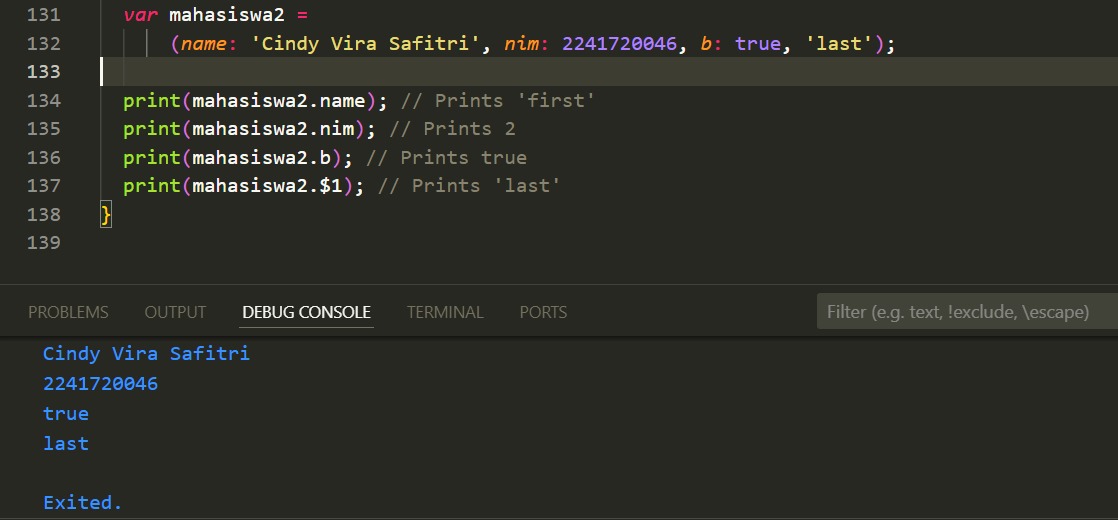 131 var mahasiswa2 =
132 (name: 'Cindy Vira Safitri', nim: 2241720046, b: true, 'last');
133
134 print(mahasiswa2.name); // Prints 'first'
135 print(mahasiswa2.nim); // Prints 2
136 print(mahasiswa2.b); // Prints true
137 print(mahasiswa2.$1); // Prints 'last'
138 }
139
PROBLEMS OUTPUT DEBUG CONSOLE TERMINAL PORTS Filter (e.g. text, !exclude, \escape)
Cindy Vira Safitri
2241720046
true
last
Exited.